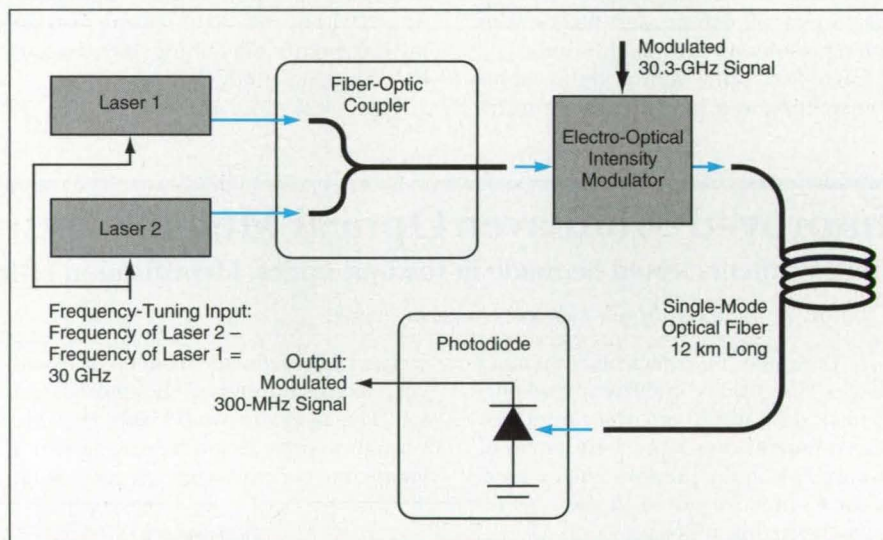 Laser 1
Laser 2
Fiber-Optic
Coupler
Modulated
30.3-GHz Signal
Electro-Optical
Intensity
Modulator
Frequency-Tuning Input:
Frequency of Laser 2 –
Frequency of Laser 1 =
30 GHz
Single-Mode
Optical Fiber
12 km Long
Photodiode
Output:
Modulated
300-MHz Signal